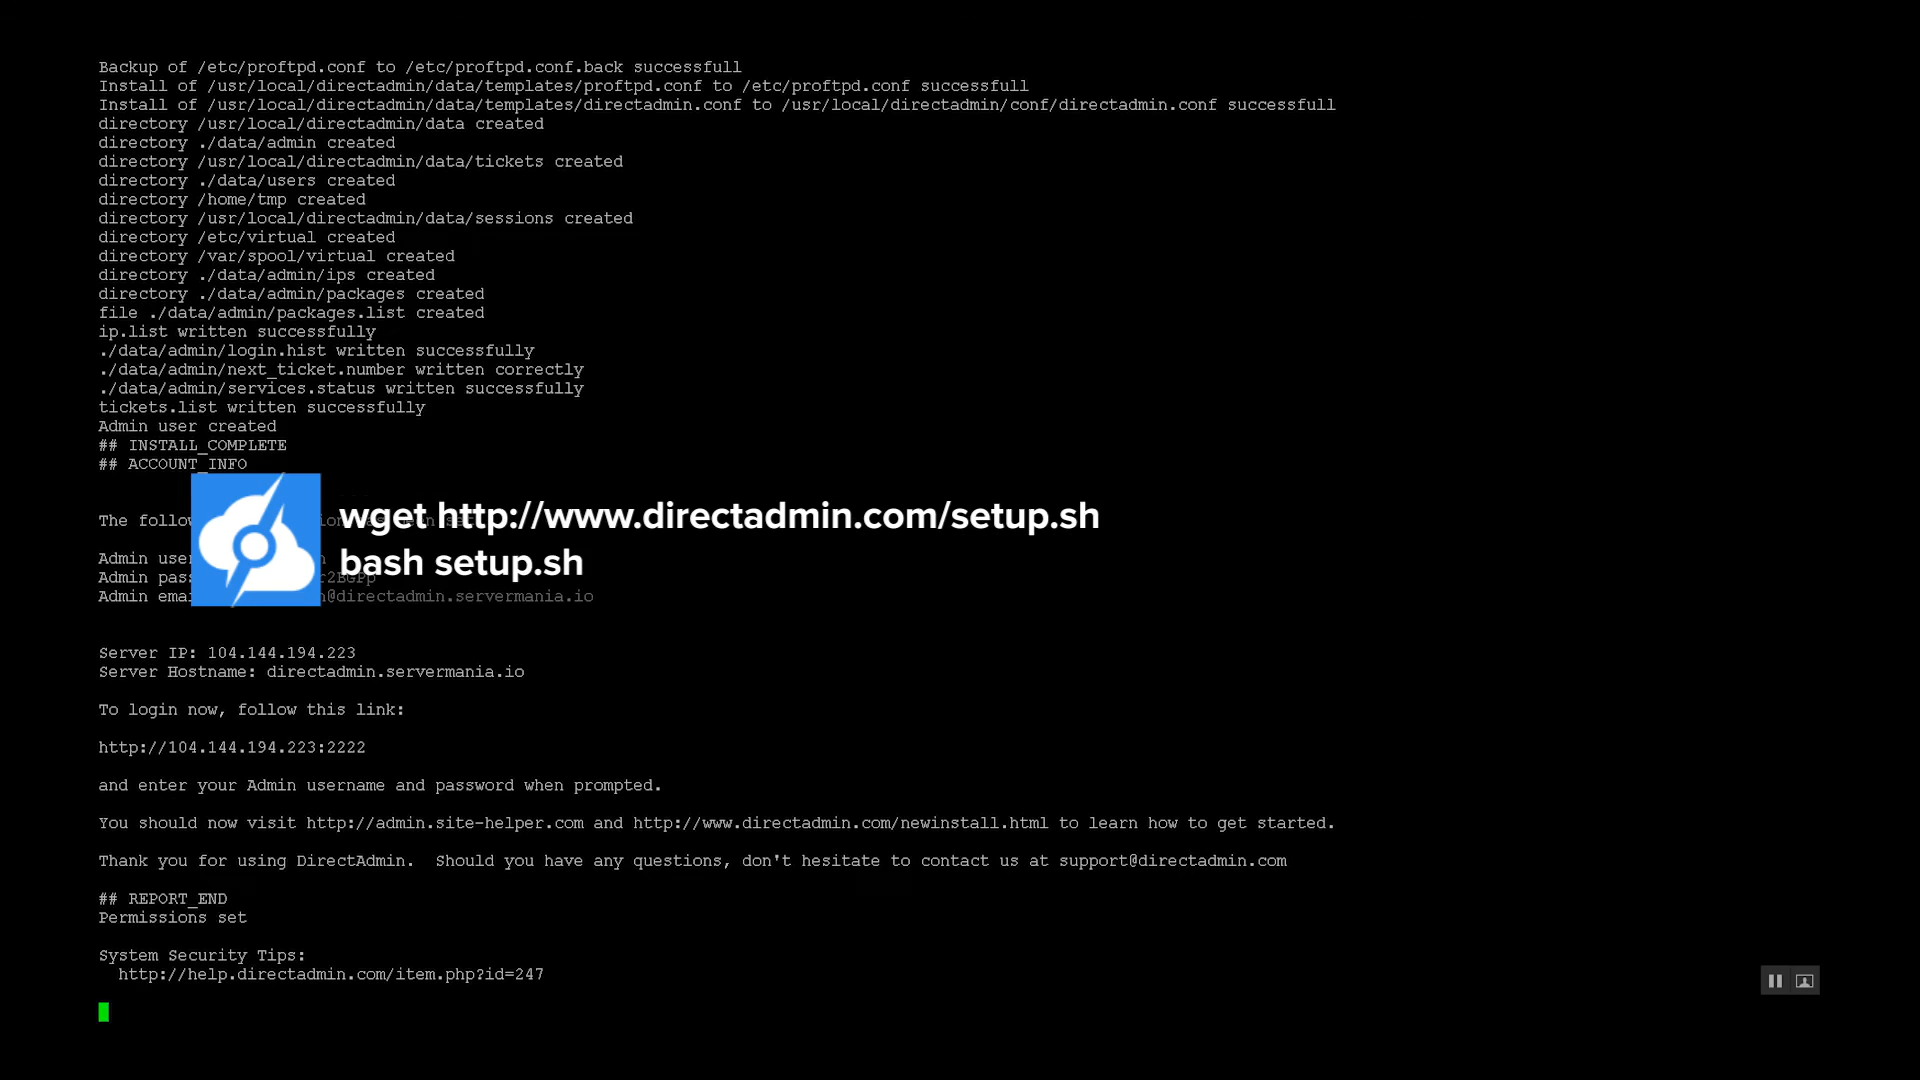 Backup of /etc/proftpd.conf to /etc/proftpd.conf.back successfull
Install of /usr/local/directadmin/data/templates/proftpd.conf to /etc/proftpd.conf successfull
Install of /usr/local/directadmin/data/templates/directadmin.conf to /usr/local/directadmin/conf/directadmin.conf successfull
directory /usr/local/directadmin/data created
directory ./data/admin created
directory /usr/local/directadmin/data/tickets created
directory ./data/users created
directory /home/tmp created
directory /usr/local/directadmin/data/sessions created
directory /etc/virtual created
directory /var/spool/virtual created
directory ./data/admin/ips created
directory ./data/admin/packages created
file ./data/admin/packages.list created
ip.list written successfully
./data/admin/login.hist written successfully
./data/admin/next_ticket.number written correctly
./data/admin/services.status written successfully
tickets.list written successfully
Admin user created
## INSTALL_COMPLETE
## ACCOUNT_INFO
wget http://www.directadmin.com/setup.sh
bash setup.sh
The
Admin
Admin
Admin @directadmin.servermania.io
Server IP: 104.144.194.223
Server Hostname: directadmin.servermania.io
To login now, follow this link:
http://104.144.194.223:2222
and enter your Admin username and password when prompted.
You should now visit http://admin.site-helper.com and http://www.directadmin.com/newinstall.html to learn how to get started.
Thank you for using DirectAdmin.  Should you have any questions, don't hesitate to contact us at support@directadmin.com
## REPORT_END
Permissions set
System Security Tips:
http://help.directadmin.com/item.php?id=247